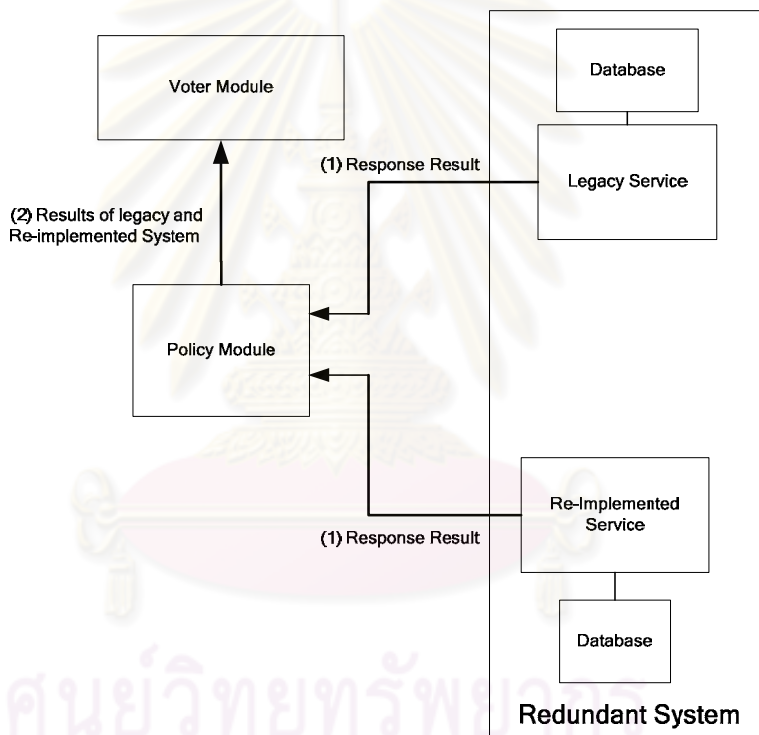 Database
Voter Module
(1) Response Result
Legacy Service
(2) Results of legacy and
Re-implemented System
Policy Module
Re-Implemented
Service
(1) Response Result
Database
Redundant System
ศูนย์วิทยทรัพยากร